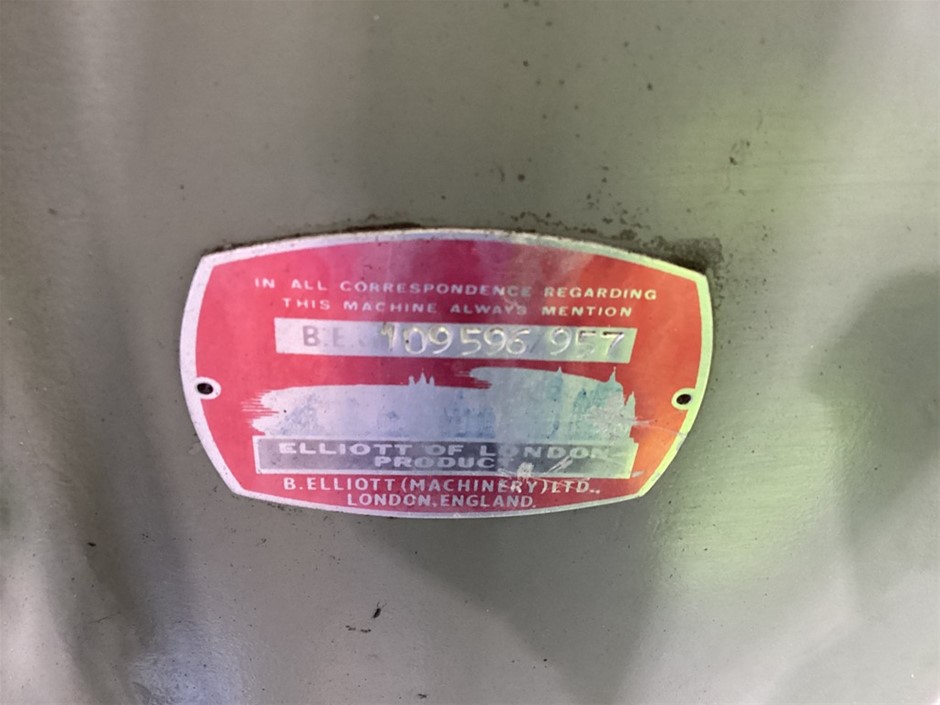 IN ALL CORRESPONDENCE REGARDING
THIS MACHINE ALWAYS MENTION
B.E. 109596/957
ELLIOTT OF LONDON
PRODUCT
B.ELLIOTT (MACHINERY) LTD.,
LONDON, ENGLAND.